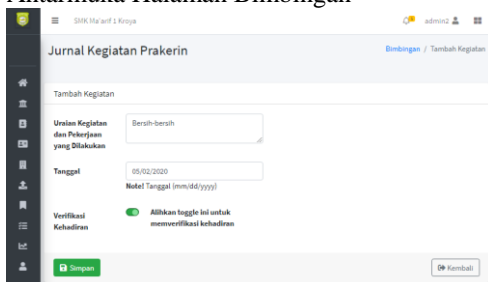 Antarmuka Halaman Bimbingan
SMK Ma'arif 1 Kroya
admin2
Jurnal Kegiatan Prakerin
Bimbingan / Tambah Kegiatan
Tambah Kegiatan
Uraian Kegiatan
dan Pekerjaan
yang Dilakukan
Bersih-bersih
Tanggal
05/02/2020
Note! Tanggal (mm/dd/yyyy)
Verifikasi
Kehadiran
Alihkan toggle ini untuk
memverifikasi kehadiran
Simpan
Kembali